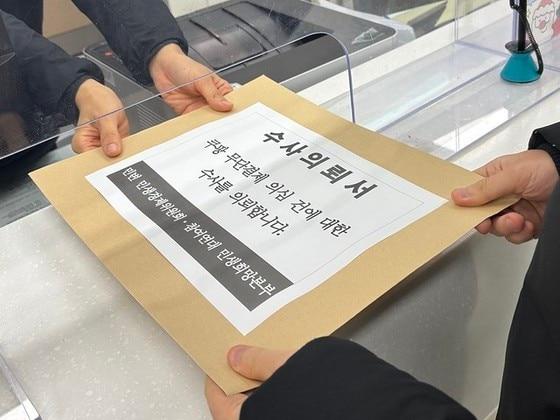 수사의뢰서
쿠팡 무단결제 의심 건에 대한
수사를 의뢰합니다.
민변 민생경제위원회·참여연대 민생희망본부